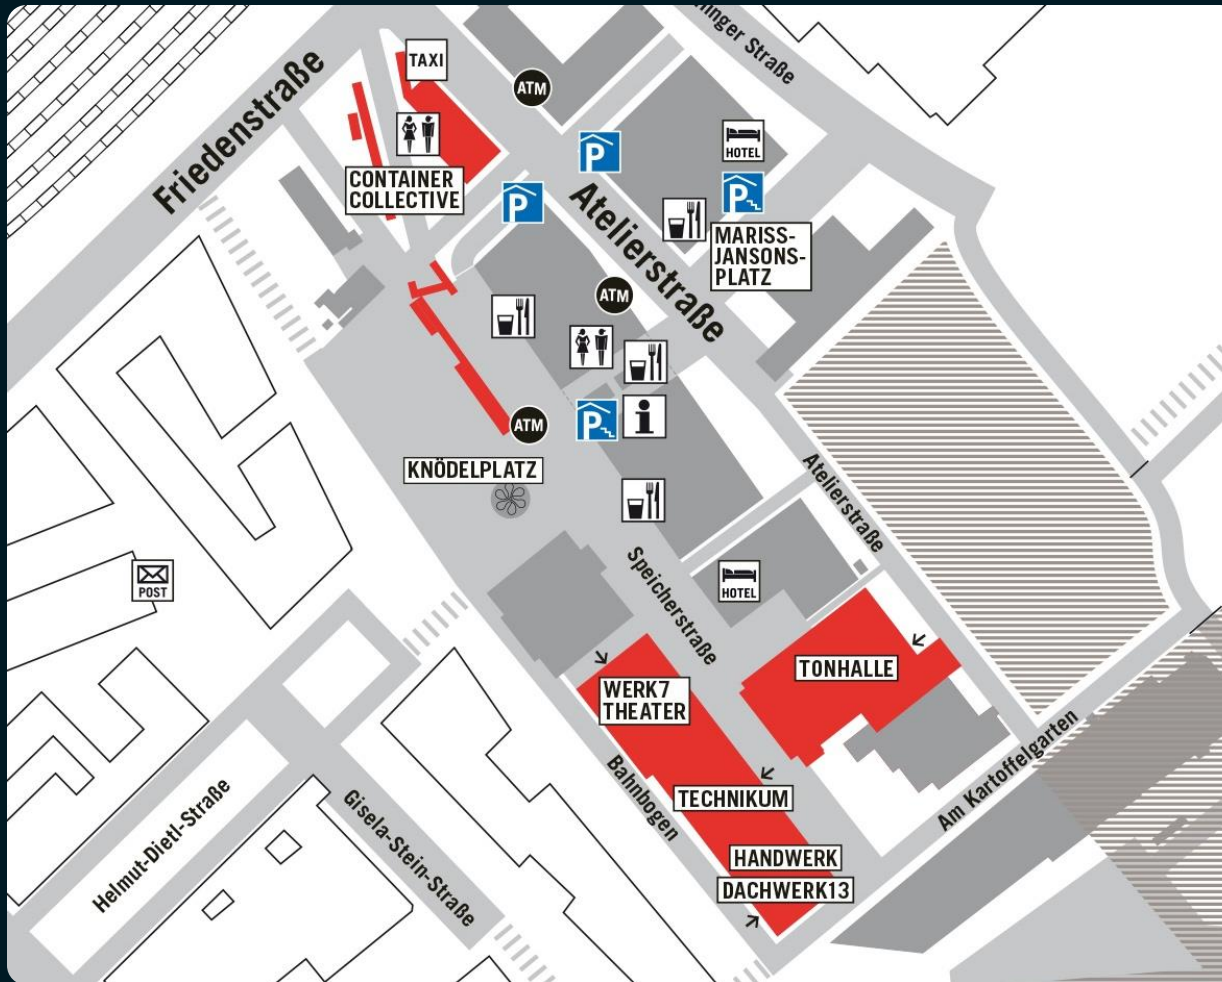 TAXI
ATM
inger Straße
Friedenstraße
P
HOTEL
CONTAINER
COLLECTIVE
P
P
Atelierstraße
MARISS-
JANSONS-
PLATZ
ATM
ATM
P
i
KNÖDELPLATZ
Atelierstraße
POST
Speicherstraße
HOTEL
TONHALLE
WERK7
THEATER
Bahnbogen
TECHNIKUM
Am Kartoffelgarten
Helmut-Dietl-Straße
Gisela-Stein-Straße
HANDWERK
DACHWERK13